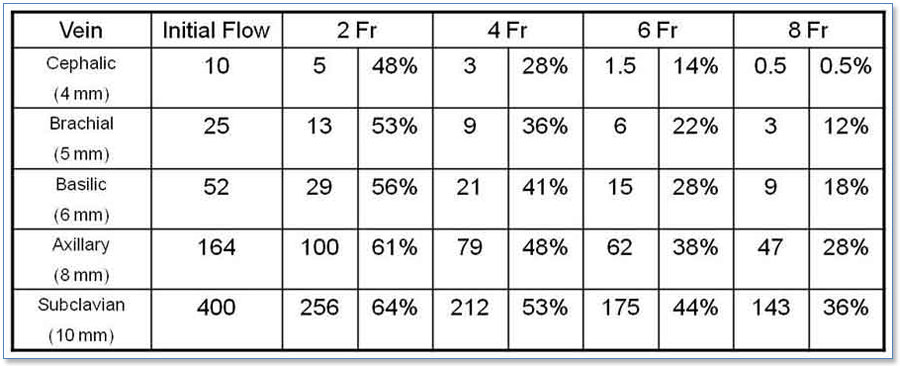 Vein Initial Flow 2 Fr 4 Fr 6 Fr 8 Fr
Cephalic 10 5 48% 3 28% 1.5 14% 0.5 0.5%
(4 mm)
Brachial 25 13 53% 9 36% 6 22% 3 12%
(5 mm)
Basilic 52 29 56% 21 41% 15 28% 9 18%
(6 mm)
Axillary 164 100 61% 79 48% 62 38% 47 28%
(8 mm)
Subclavian 400 256 64% 212 53% 175 44% 143 36%
(10 mm)